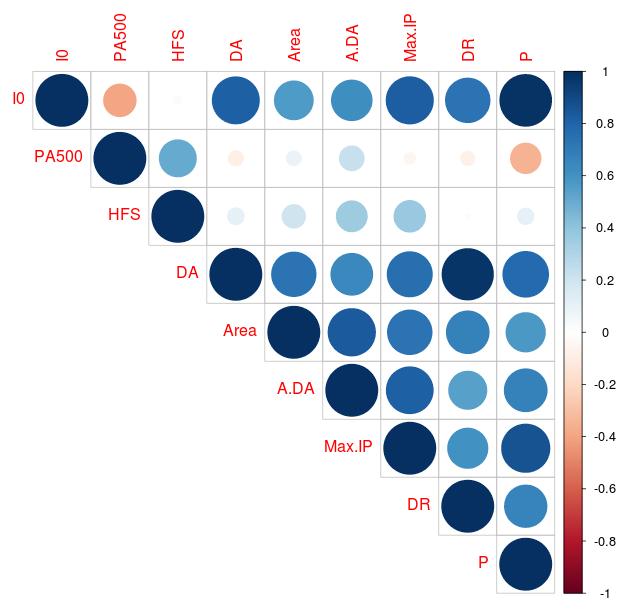 I0 PA500 HFS DA Area A.DA Max.IP DR P
I0
PA500
HFS
DA
Area
A.DA
Max.IP
DR
P
1
0.8
0.6
0.4
0.2
0
-0.2
-0.4
-0.6
-0.8
-1